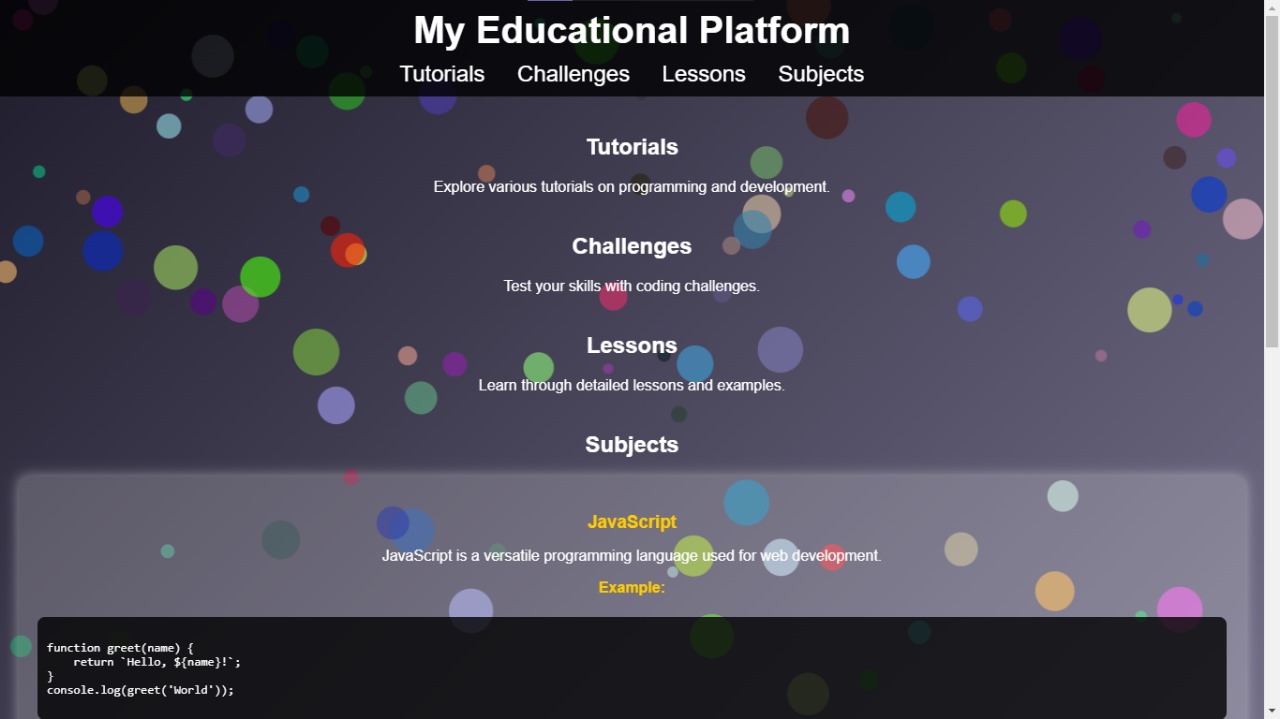 My Educational Platform
Tutorials Challenges Lessons Subjects
Tutorials
Explore various tutorials on programming and development.
Challenges
Test your skills with coding challenges.
Lessons
Learn through detailed lessons and examples.
Subjects
JavaScript
JavaScript is a versatile programming language used for web development.
Example:
function greet(name) {
    return `Hello, ${name}!`;
}
console.log(greet('World'));